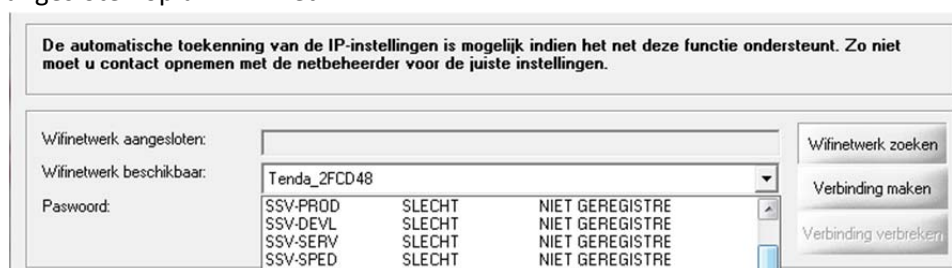 De automatische toekenning van de IP-instellingen is mogelijk indien het net deze functie ondersteunt. Zo niet
moet u contact opnemen met de netbeheerder voor de juiste instellingen.
Wifinetwerk aangesloten:
Wifinetwerk zoeken
Wifinetwerk beschikbaar:
Tenda_2FCD48
Verbinding maken
Paswoord:
SSV-PROD SLECHT NIET GEREGISTRE
SSV-DEVL SLECHT NIET GEREGISTRE
Verbinding verbreken
SSV-SERV SLECHT NIET GEREGISTRE
SSV-SPED SLECHT NIET GEREGISTRE